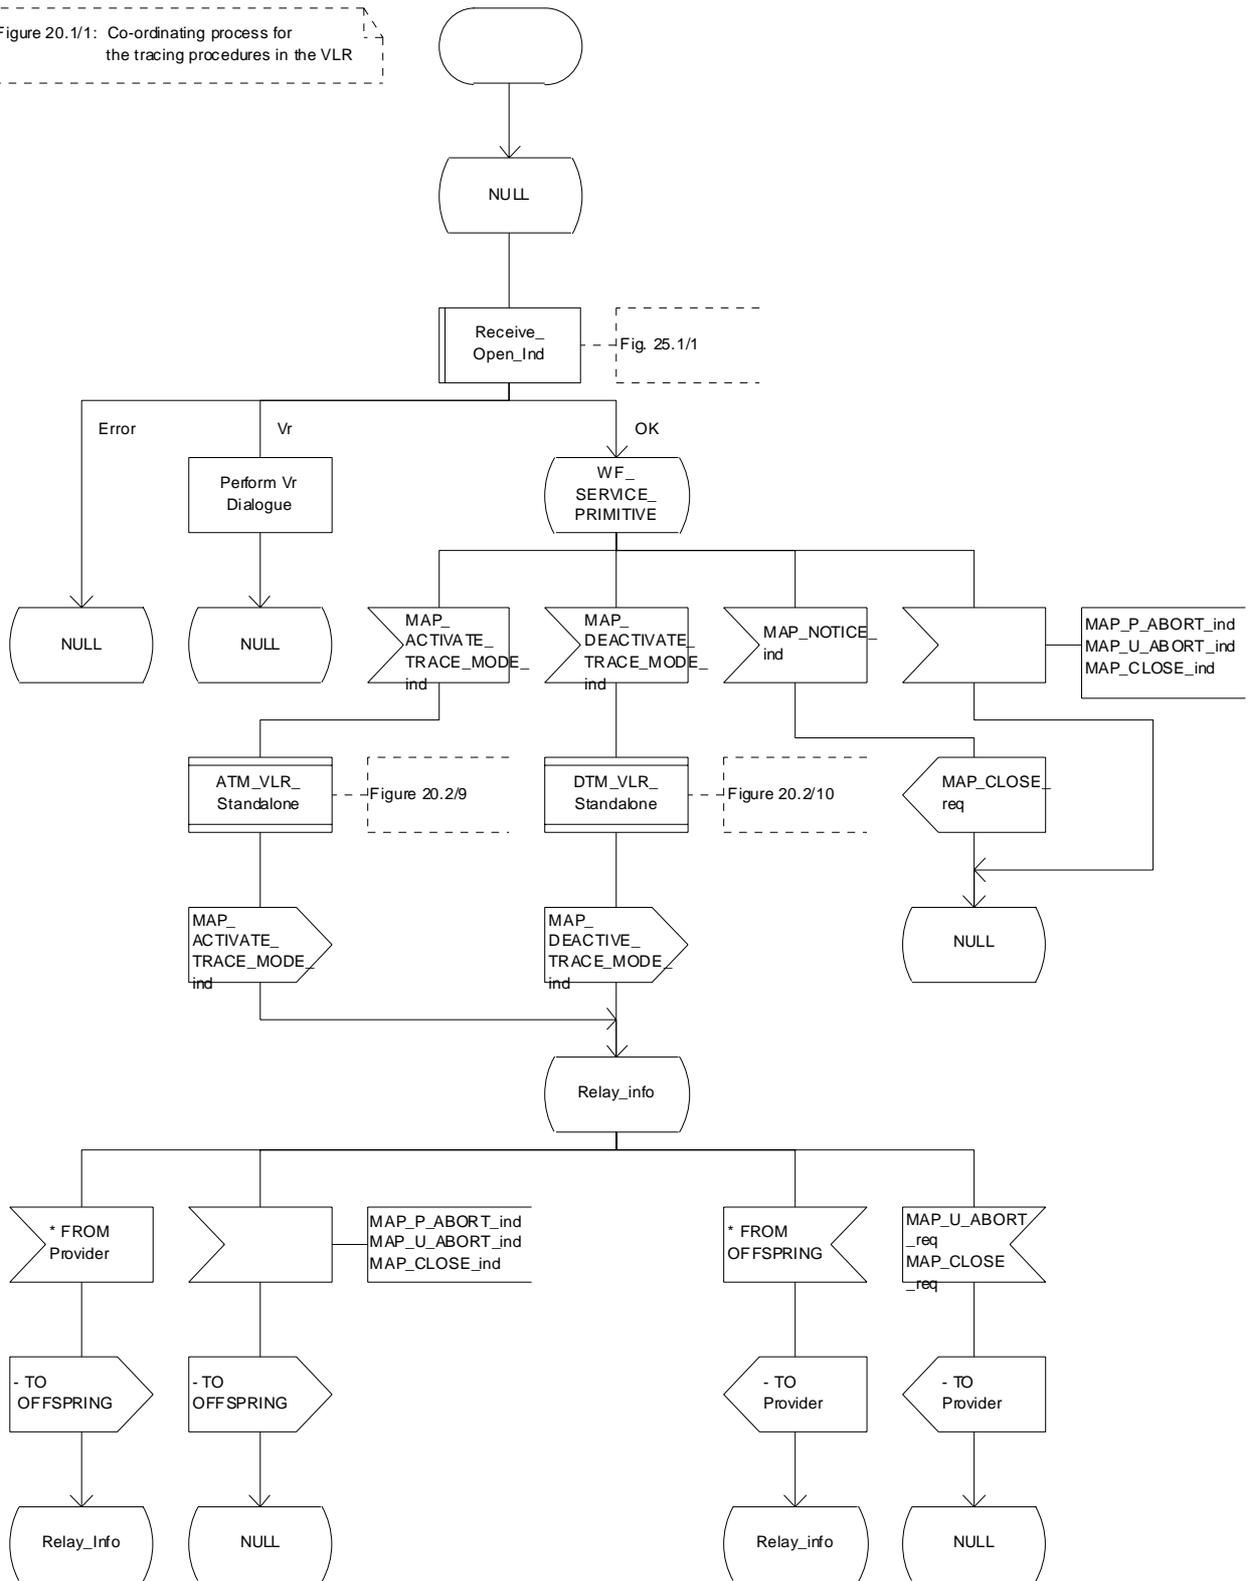 Figure 20.1/1: Co-ordinating process for
the tracing procedures in the VLR
NULL
Receive_
Open_Ind
Fig. 25.1/1
Error
Vr
OK
Perform Vr
Dialogue
WF_
SERVICE_
PRIMITIVE
NULL
NULL
MAP_
ACTIVATE_
TRACE_MODE_
ind
MAP_
DEACTIVATE_
TRACE_MODE_
ind
MAP_NOTICE_
ind
MAP_P_ABORT_ind
MAP_U_ABORT_ind
MAP_CLOSE_ind
ATM_VLR_
Standalone
Figure 20.2/9
DTM_VLR_
Standalone
Figure 20.2/10
MAP_CLOSE_
req
MAP_
ACTIVATE_
TRACE_MODE_
ind
MAP_
DEACTIVE_
TRACE_MODE_
ind
NULL
Relay_info
* FROM
Provider
MAP_P_ABORT_ind
MAP_U_ABORT_ind
MAP_CLOSE_ind
* FROM
OFFSPRING
MAP_U_ABORT
_req
MAP_CLOSE
_req
- TO
OFFSPRING
- TO
OFFSPRING
- TO
Provider
- TO
Provider
Relay_Info
NULL
Relay_info
NULL